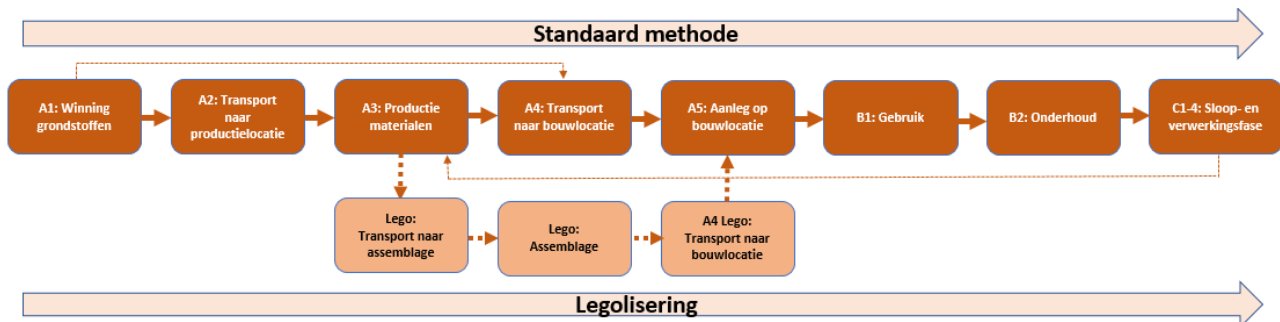 Standaard methode
A1: Winning
grondstoffen
A2: Transport
naar
productielocatie
A3: Productie
materialen
A4: Transport
naar bouwlocatie
A5: Aanleg op
bouwlocatie
B1: Gebruik
B2: Onderhoud
C1-4: Sloop- en
verwerkingsfase
Lego:
Transport naar
assemblage
Lego:
Assemblage
A4 Lego:
Transport naar
bouwlocatie
Legolisering